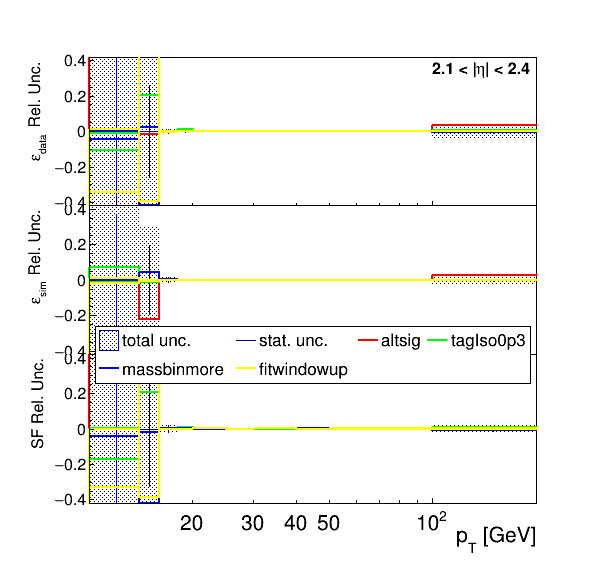 2.1 < |η| < 2.4
ε_data Rel. Unc.
0.4
0.2
0
−0.2
−0.4
ε_sim Rel. Unc.
0.4
0.2
0
−0.2
−0.4
total unc. stat. unc. altsig tagIso0p3
massbinmore fitwindowup
SF Rel. Unc.
0.4
0.2
0
−0.2
−0.4
20 30 40 50 10²
p_T [GeV]